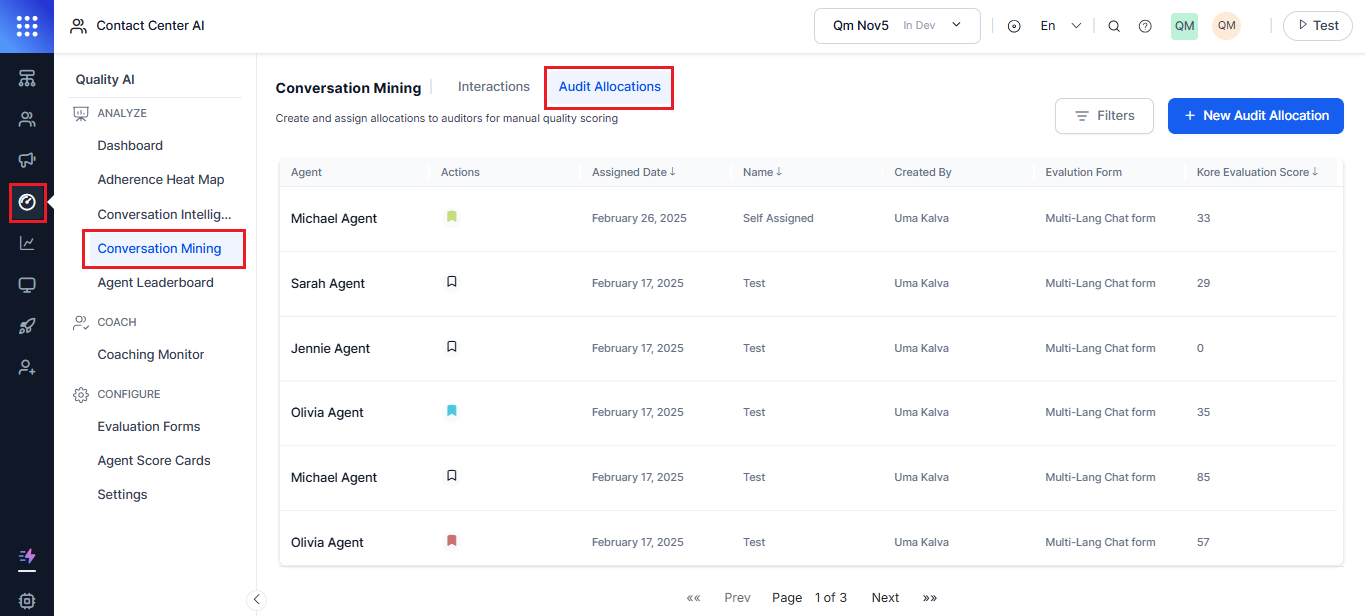 Contact Center AI
Qm Nov5 In Dev
En
QM
QM
Test
Quality AI
ANALYZE
Dashboard
Adherence Heat Map
Conversation Intellig...
Conversation Mining
Agent Leaderboard
COACH
Coaching Monitor
CONFIGURE
Evaluation Forms
Agent Score Cards
Settings
Conversation Mining
Interactions
Audit Allocations
Create and assign allocations to auditors for manual quality scoring
Filters
+ New Audit Allocation
Agent Actions Assigned Date↓ Name↓ Created By Evalution Form Kore Evaluation Score↓
Michael Agent February 26, 2025 Self Assigned Uma Kalva Multi-Lang Chat form 33
Sarah Agent February 17, 2025 Test Uma Kalva Multi-Lang Chat form 29
Jennie Agent February 17, 2025 Test Uma Kalva Multi-Lang Chat form 0
Olivia Agent February 17, 2025 Test Uma Kalva Multi-Lang Chat form 35
Michael Agent February 17, 2025 Test Uma Kalva Multi-Lang Chat form 85
Olivia Agent February 17, 2025 Test Uma Kalva Multi-Lang Chat form 57
«« Prev Page 1 of 3 Next »»